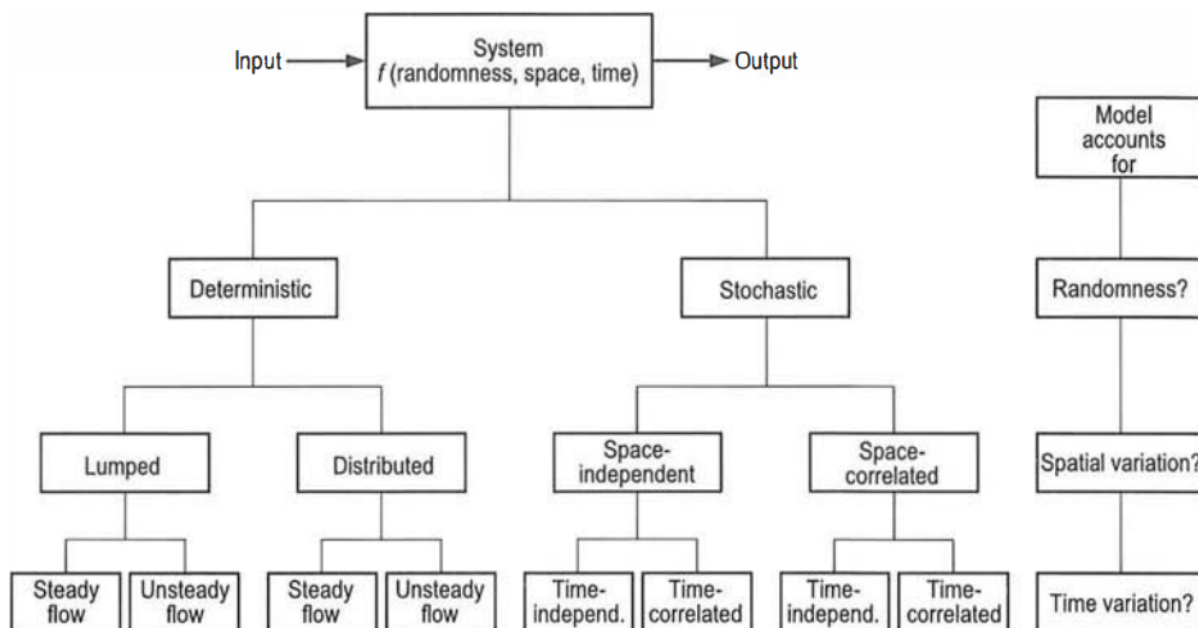 System
Input
f (randomness, space, time)
Output
Model
accounts
for
Deterministic
Stochastic
Randomness?
Lumped
Distributed
Space-
independent
Space-
correlated
Spatial variation?
Steady
flow
Unsteady
flow
Steady
flow
Unsteady
flow
Time-
independ.
Time-
correlated
Time-
independ.
Time-
correlated
Time variation?